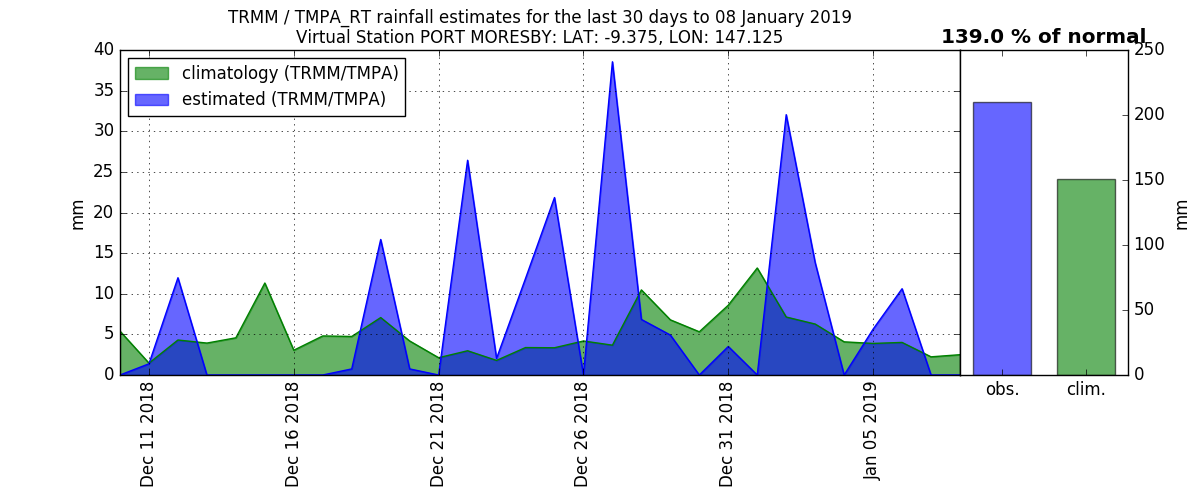 TRMM / TMPA_RT rainfall estimates for the last 30 days to 08 January 2019
Virtual Station PORT MORESBY: LAT: -9.375, LON: 147.125
139.0 % of normal
climatology (TRMM/TMPA)
estimated (TRMM/TMPA)
mm
40
35
30
25
20
15
10
5
0
Dec 11 2018
Dec 16 2018
Dec 21 2018
Dec 26 2018
Dec 31 2018
Jan 05 2019
obs.
clim.
250
200
150
100
50
0
mm